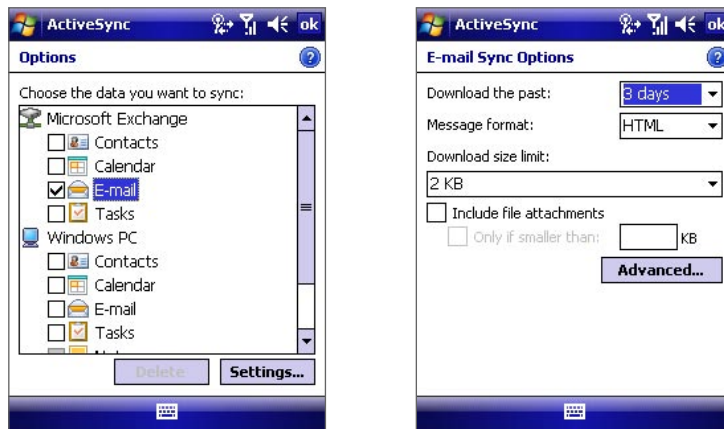 ActiveSync
ok
Options
?
Choose the data you want to sync:
Microsoft Exchange
Contacts
Calendar
E-mail
Tasks
Windows PC
Contacts
Calendar
E-mail
Tasks
Delete
Settings...
ActiveSync
ok
E-mail Sync Options
?
Download the past: 3 days
Message format: HTML
Download size limit:
2 KB
Include file attachments
Only if smaller than: KB
Advanced...